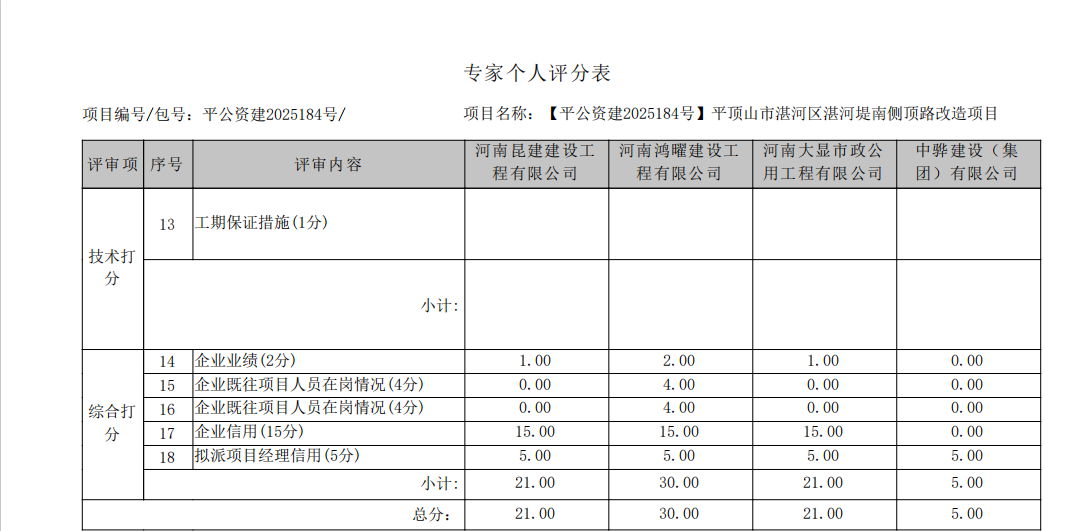 专家个人评分表
项目编号/包号：平公资建2025184号/ 项目名称：【平公资建2025184号】平顶山市湛河区湛河堤南侧顶路改造项目
评审项 序号 评审内容 河南昆建建设工程有限公司 河南鸿曜建设工程有限公司 河南大显市政公用工程有限公司 中骅建设（集团）有限公司
技术打分 13 工期保证措施(1分)
小计:
综合打分 14 企业业绩(2分) 1.00 2.00 1.00 0.00
15 企业既往项目人员在岗情况(4分) 0.00 4.00 0.00 0.00
16 企业既往项目人员在岗情况(4分) 0.00 4.00 0.00 0.00
17 企业信用(15分) 15.00 15.00 15.00 0.00
18 拟派项目经理信用(5分) 5.00 5.00 5.00 5.00
小计: 21.00 30.00 21.00 5.00
总分: 21.00 30.00 21.00 5.00